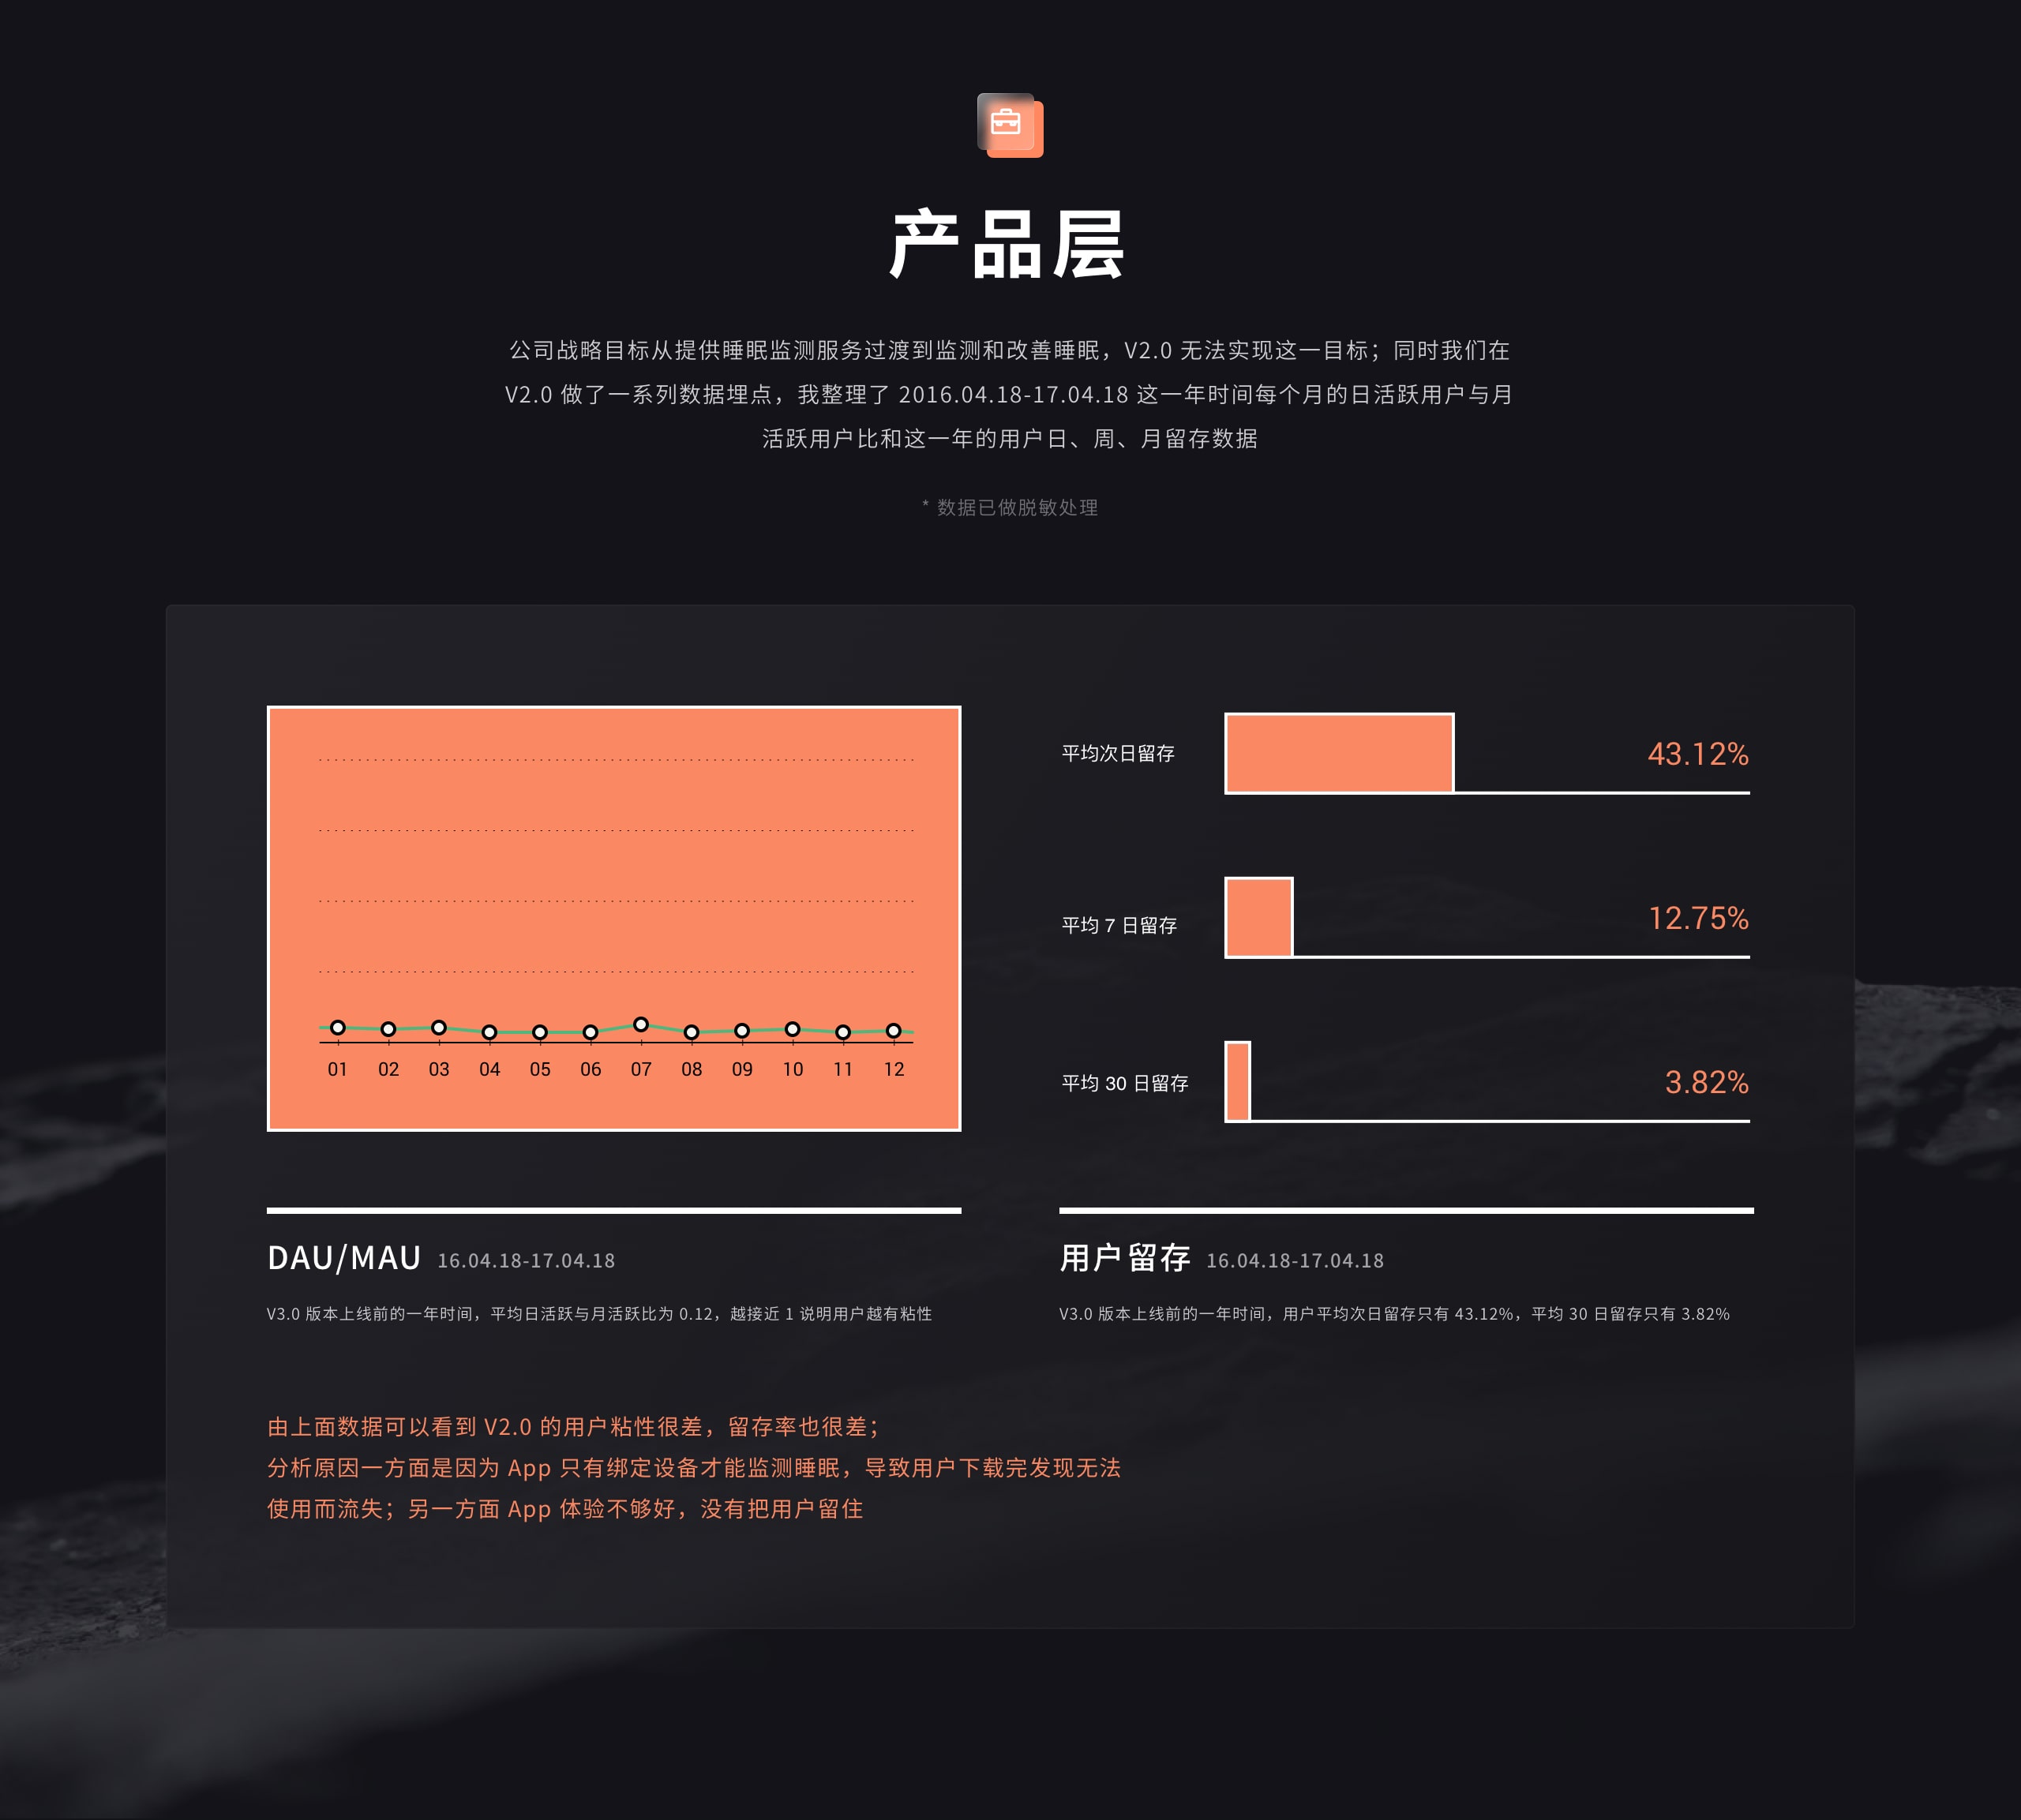 产品层
公司战略目标从提供睡眠监测服务过渡到监测和改善睡眠，V2.0 无法实现这一目标；同时我们在
V2.0 做了一系列数据埋点，我整理了 2016.04.18-17.04.18 这一年时间每个月的日活跃用户与月
活跃用户比和这一年的用户日、周、月留存数据
* 数据已做脱敏处理
01 02 03 04 05 06 07 08 09 10 11 12
平均次日留存 43.12%
平均 7 日留存 12.75%
平均 30 日留存 3.82%
DAU/MAU 16.04.18-17.04.18
V3.0 版本上线前的一年时间，平均日活跃与月活跃比为 0.12，越接近 1 说明用户越有粘性
用户留存 16.04.18-17.04.18
V3.0 版本上线前的一年时间，用户平均次日留存只有 43.12%，平均 30 日留存只有 3.82%
由上面数据可以看到 V2.0 的用户粘性很差，留存率也很差；
分析原因一方面是因为 App 只有绑定设备才能监测睡眠，导致用户下载完发现无法
使用而流失；另一方面 App 体验不够好，没有把用户留住